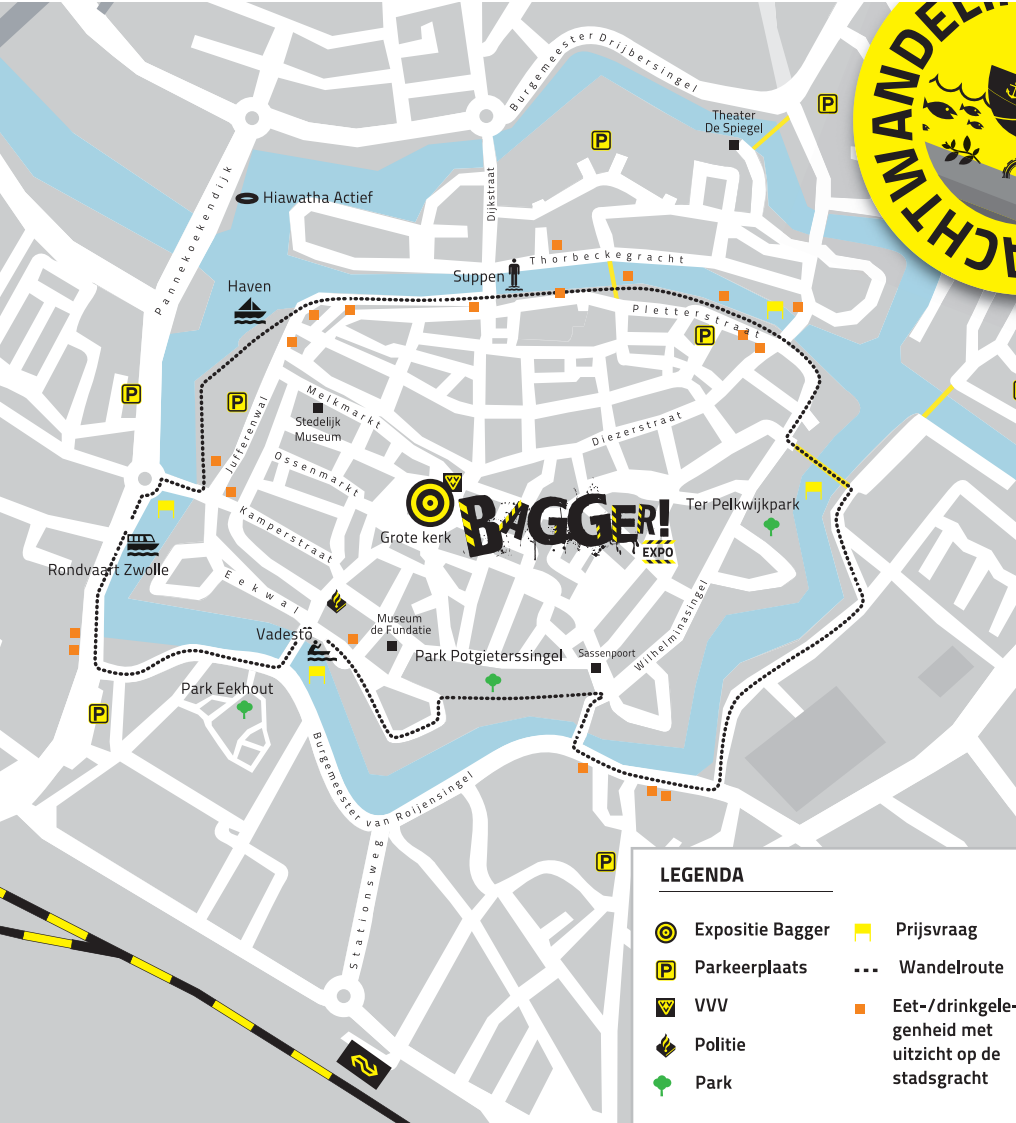 Burgemeester Drijbersingel
WANDELI
ACHT
P
Theater
De Spiegel
P
Pannekoekendijk
Hiawatha Actief
Dijkstraat
Thorbeckegracht
Suppen
Haven
Pletterstraat
P
P
P
Melkmarkt
Stedelijk
Museum
Jufferenwal
Diezerstraat
Ossenmarkt
VVV
BAGGER!
EXPO
Ter Pelkwijkpark
Kamperstraat
Grote kerk
Rondvaart Zwolle
Eekwal
Museum
de Fundatie
Vadesto
Park Potgieterssingel
Sassenpoort
Wilhelminasingel
Park Eekhout
P
Burgemeester van Roijensingel
Stationsweg
P
LEGENDA
Expositie Bagger
Prijsvraag
P Parkeerplaats
Wandelroute
VVV
Eet-/drinkgele-
genheid met
uitzicht op de
stadsgracht
Politie
Park